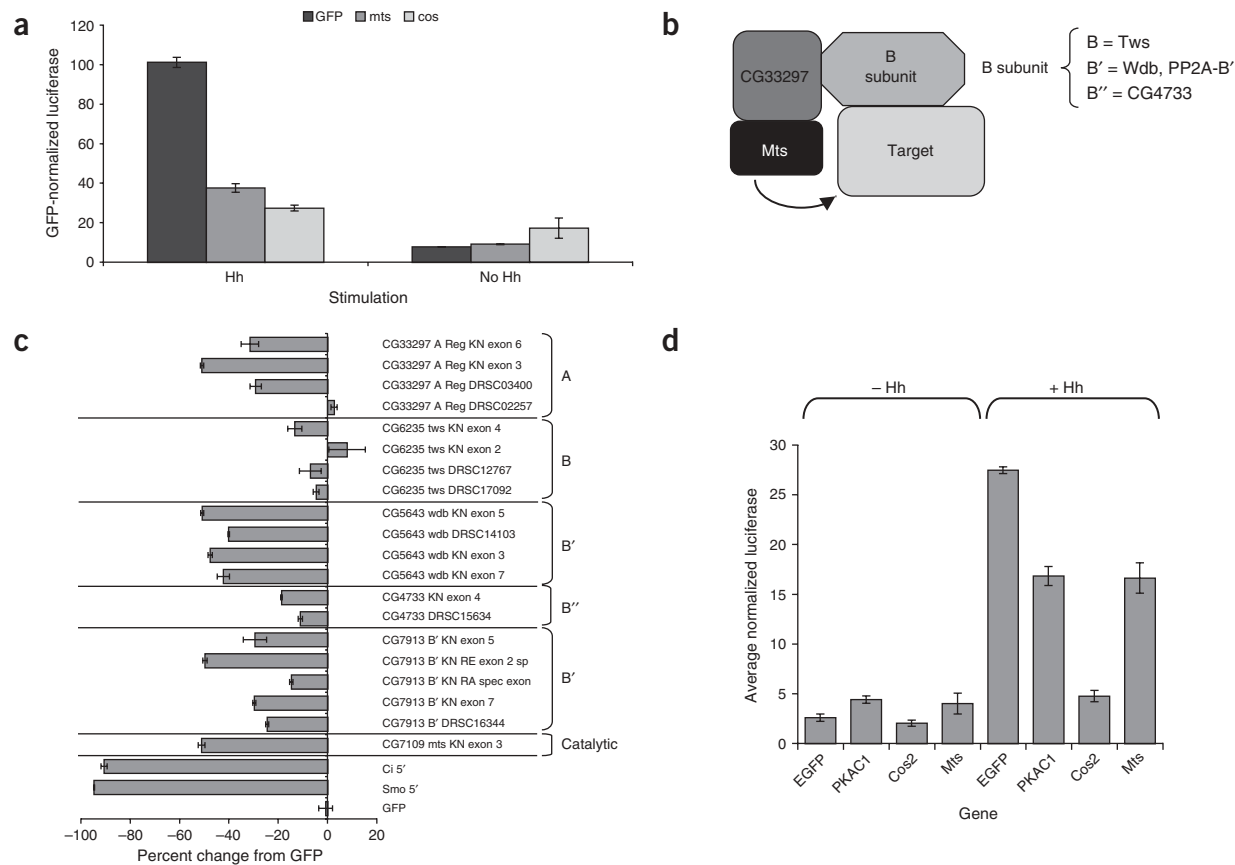 a
GFP mts cos
GFP-normalized luciferase
120
100
80
60
40
20
0
Hh
No Hh
Stimulation
b
CG33297
B subunit
Mts
Target
B subunit
B = Tws
B′ = Wdb, PP2A-B′
B″ = CG4733
c
CG33297 A Reg KN exon 6
CG33297 A Reg KN exon 3
CG33297 A Reg DRSC03400
CG33297 A Reg DRSC02257
A
CG6235 tws KN exon 4
CG6235 tws KN exon 2
CG6235 tws DRSC12767
CG6235 tws DRSC17092
B
CG5643 wdb KN exon 5
CG5643 wdb DRSC14103
CG5643 wdb KN exon 3
CG5643 wdb KN exon 7
B′
CG4733 KN exon 4
CG4733 DRSC15634
B″
CG7913 B′ KN exon 5
CG7913 B′ KN RE exon 2 sp
CG7913 B′ KN RA spec exon
CG7913 B′ KN exon 7
CG7913 B′ DRSC16344
B′
CG7109 mts KN exon 3
Catalytic
Ci 5′
Smo 5′
GFP
–100 –80 –60 –40 –20 0 20
Percent change from GFP
d
– Hh
+ Hh
Average normalized luciferase
30
25
20
15
10
5
0
EGFP PKAC1 Cos2 Mts EGFP PKAC1 Cos2 Mts
Gene